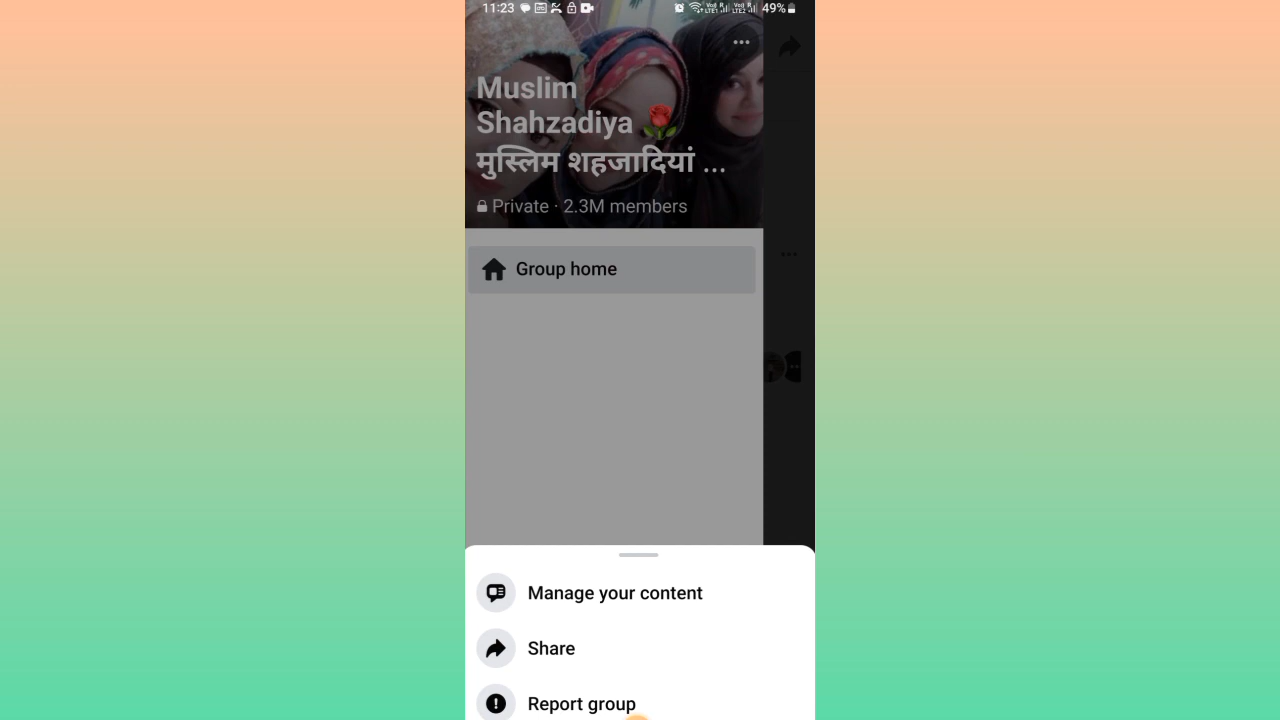 11:23 49%
Muslim
Shahzadiya
मुस्लिम शहजादियां ...
Private · 2.3M members
Group home
Manage your content
Share
Report group